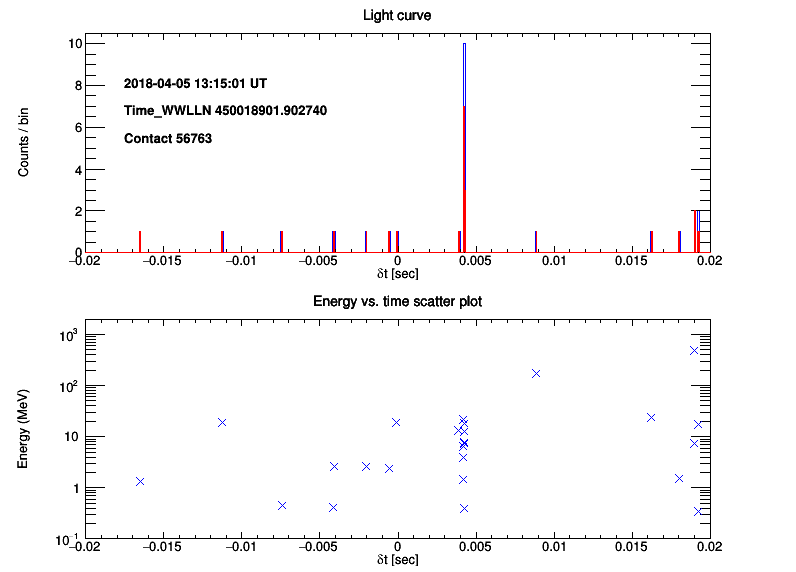 Light curve
Counts / bin
10
8
6
4
2
0
2018-04-05 13:15:01 UT
Time_WWLLN 450018901.902740
Contact 56763
−0.02 −0.015 −0.01 −0.005 0 0.005 0.01 0.015 0.02
δt [sec]
Energy vs. time scatter plot
Energy (MeV)
10³
10²
10
1
10⁻¹
−0.02 −0.015 −0.01 −0.005 0 0.005 0.01 0.015 0.02
δt [sec]